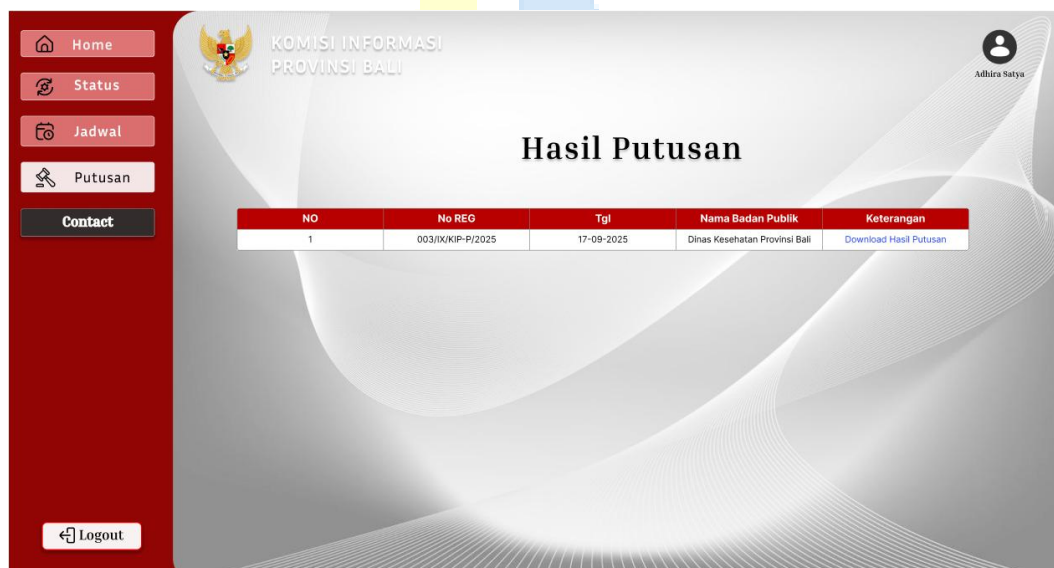 Home
Status
Jadwal
Putusan
Contact
Logout
KOMISI INFORMASI
PROVINSI BALI
Adhira Satya
Hasil Putusan
NO No REG Tgl Nama Badan Publik Keterangan
1 003/IX/KIP-P/2025 17-09-2025 Dinas Kesehatan Provinsi Bali Download Hasil Putusan